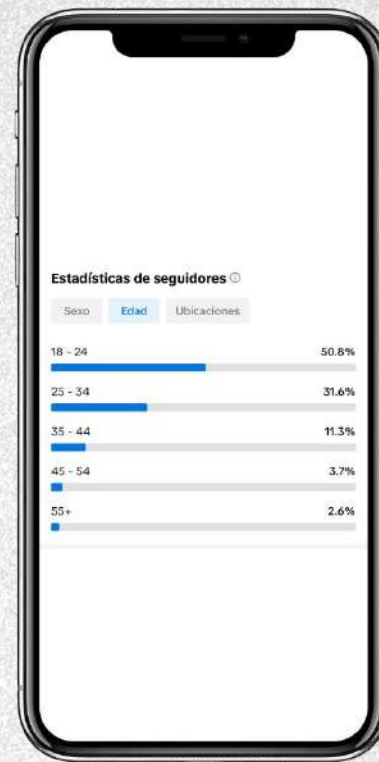 Estadísticas de seguidores
Sexo Edad Ubicaciones
18 - 24 50.8%
25 - 34 31.6%
35 - 44 11.3%
45 - 54 3.7%
55+ 2.6%